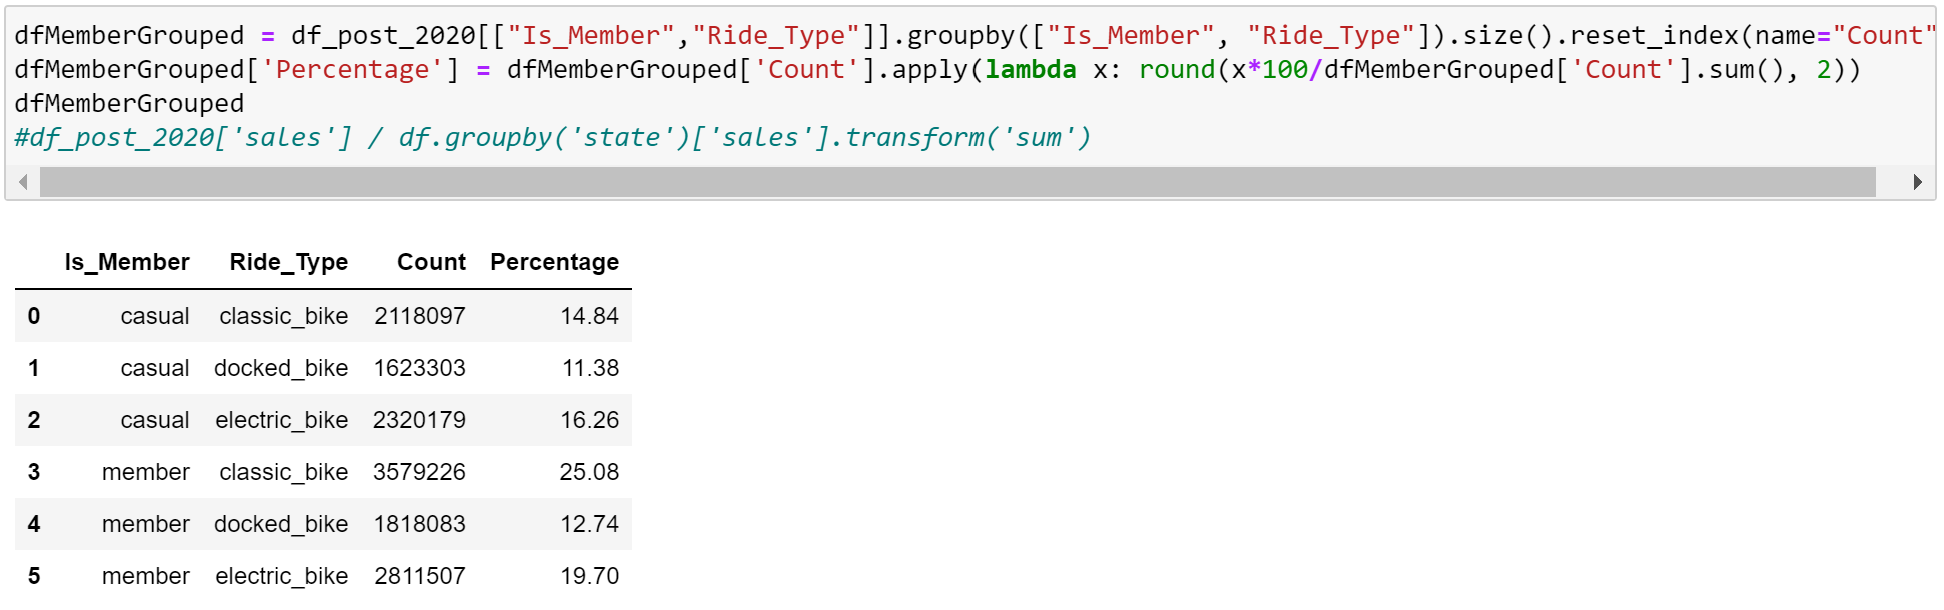 dfMemberGrouped = df_post_2020[["Is_Member","Ride_Type"]].groupby(["Is_Member", "Ride_Type"]).size().reset_index(name="Count"
dfMemberGrouped['Percentage'] = dfMemberGrouped['Count'].apply(lambda x: round(x*100/dfMemberGrouped['Count'].sum(), 2))
dfMemberGrouped
#df_post_2020['sales'] / df.groupby('state')['sales'].transform('sum')
Is_Member Ride_Type Count Percentage
0 casual classic_bike 2118097 14.84
1 casual docked_bike 1623303 11.38
2 casual electric_bike 2320179 16.26
3 member classic_bike 3579226 25.08
4 member docked_bike 1818083 12.74
5 member electric_bike 2811507 19.70